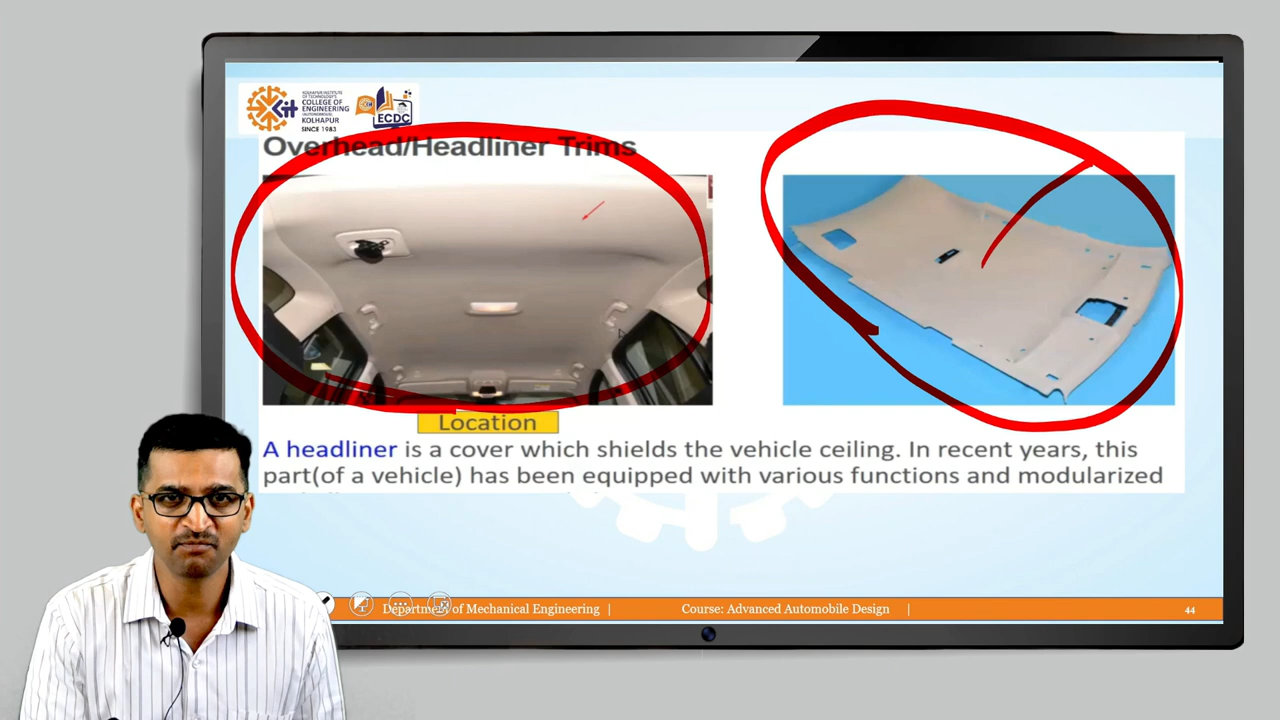 KOLHAPUR INSTITUTE
OF TECHNOLOGY'S
COLLEGE OF
ENGINEERING
(AUTONOMOUS),
KOLHAPUR
SINCE 1983
ECDC
Overhead/Headliner Trims
Location
A headliner is a cover which shields the vehicle ceiling. In recent years, this
part(of a vehicle) has been equipped with various functions and modularized
Department of Mechanical Engineering | Course: Advanced Automobile Design | 44